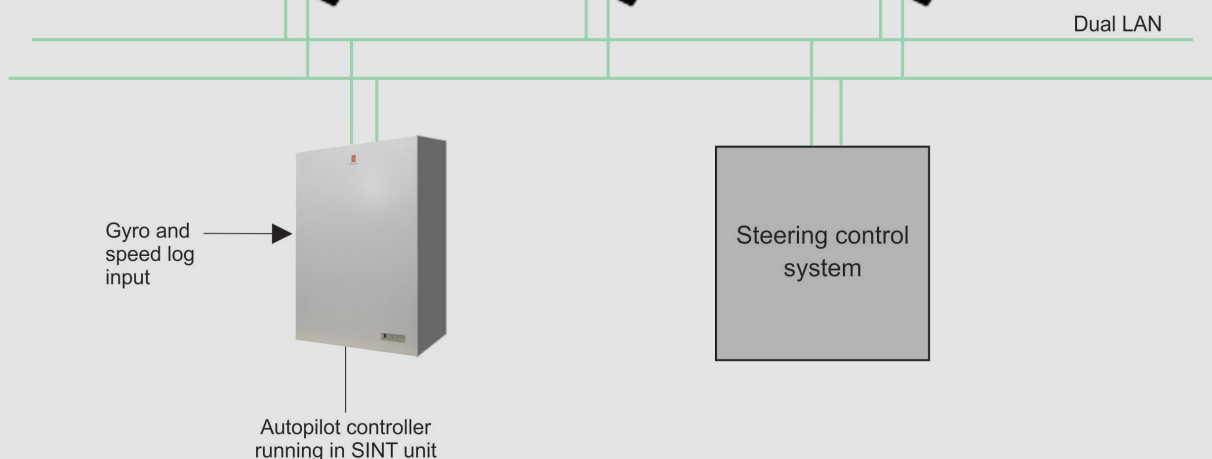 Dual LAN
Gyro and
speed log
input
Steering control
system
Autopilot controller
running in SINT unit